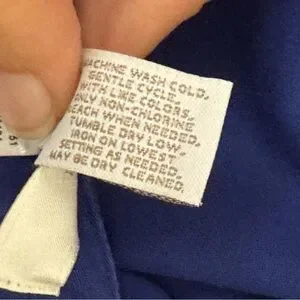 MACHINE WASH COLD,
GENTLE CYCLE,
WITH LIKE COLORS.
ONLY NON-CHLORINE
BLEACH WHEN NEEDED.
TUMBLE DRY LOW.
IRON ON LOWEST
SETTING AS NEEDED.
MAY BE DRY CLEANED.